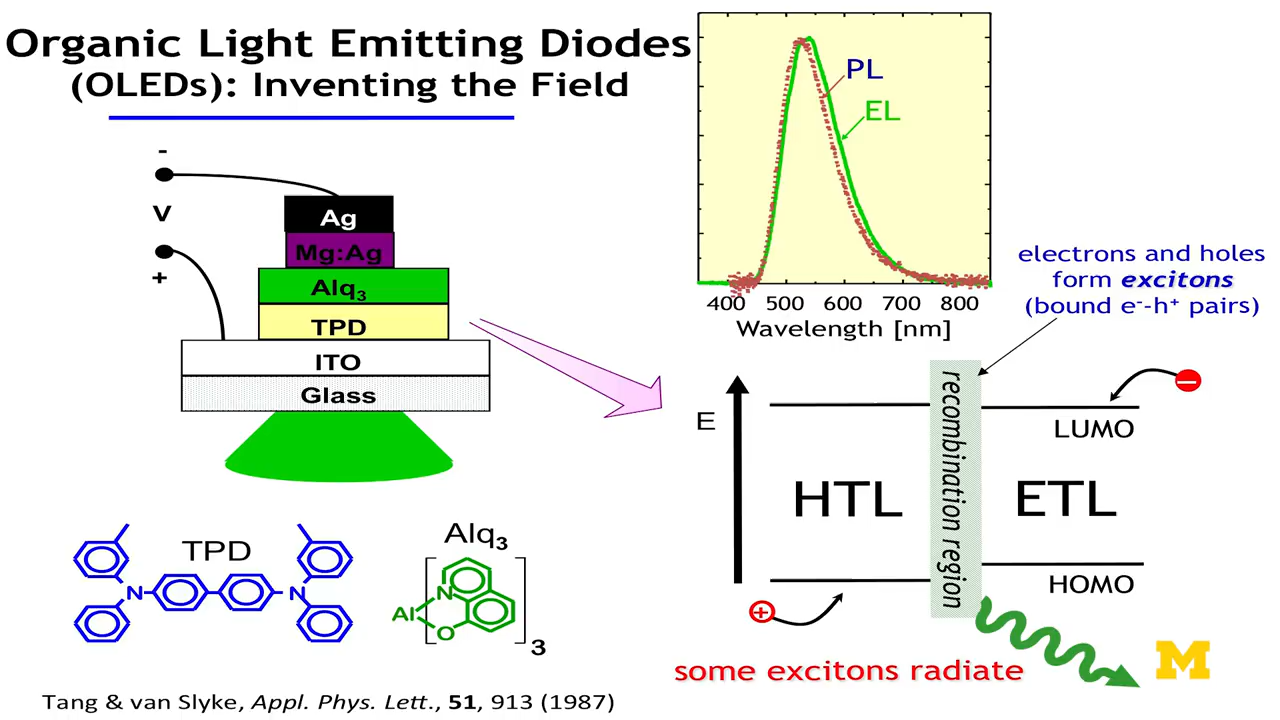 Organic Light Emitting Diodes
(OLEDs): Inventing the Field
-
V
+
Ag
Mg:Ag
Alq3
TPD
ITO
Glass
PL
EL
400 500 600 700 800
Wavelength [nm]
electrons and holes
form excitons
(bound e⁻-h⁺ pairs)
E
LUMO
HTL
recombination region
ETL
HOMO
−
+
some excitons radiate
M
TPD
N
N
Alq3
N
Al
O
3
Tang & van Slyke, Appl. Phys. Lett., 51, 913 (1987)